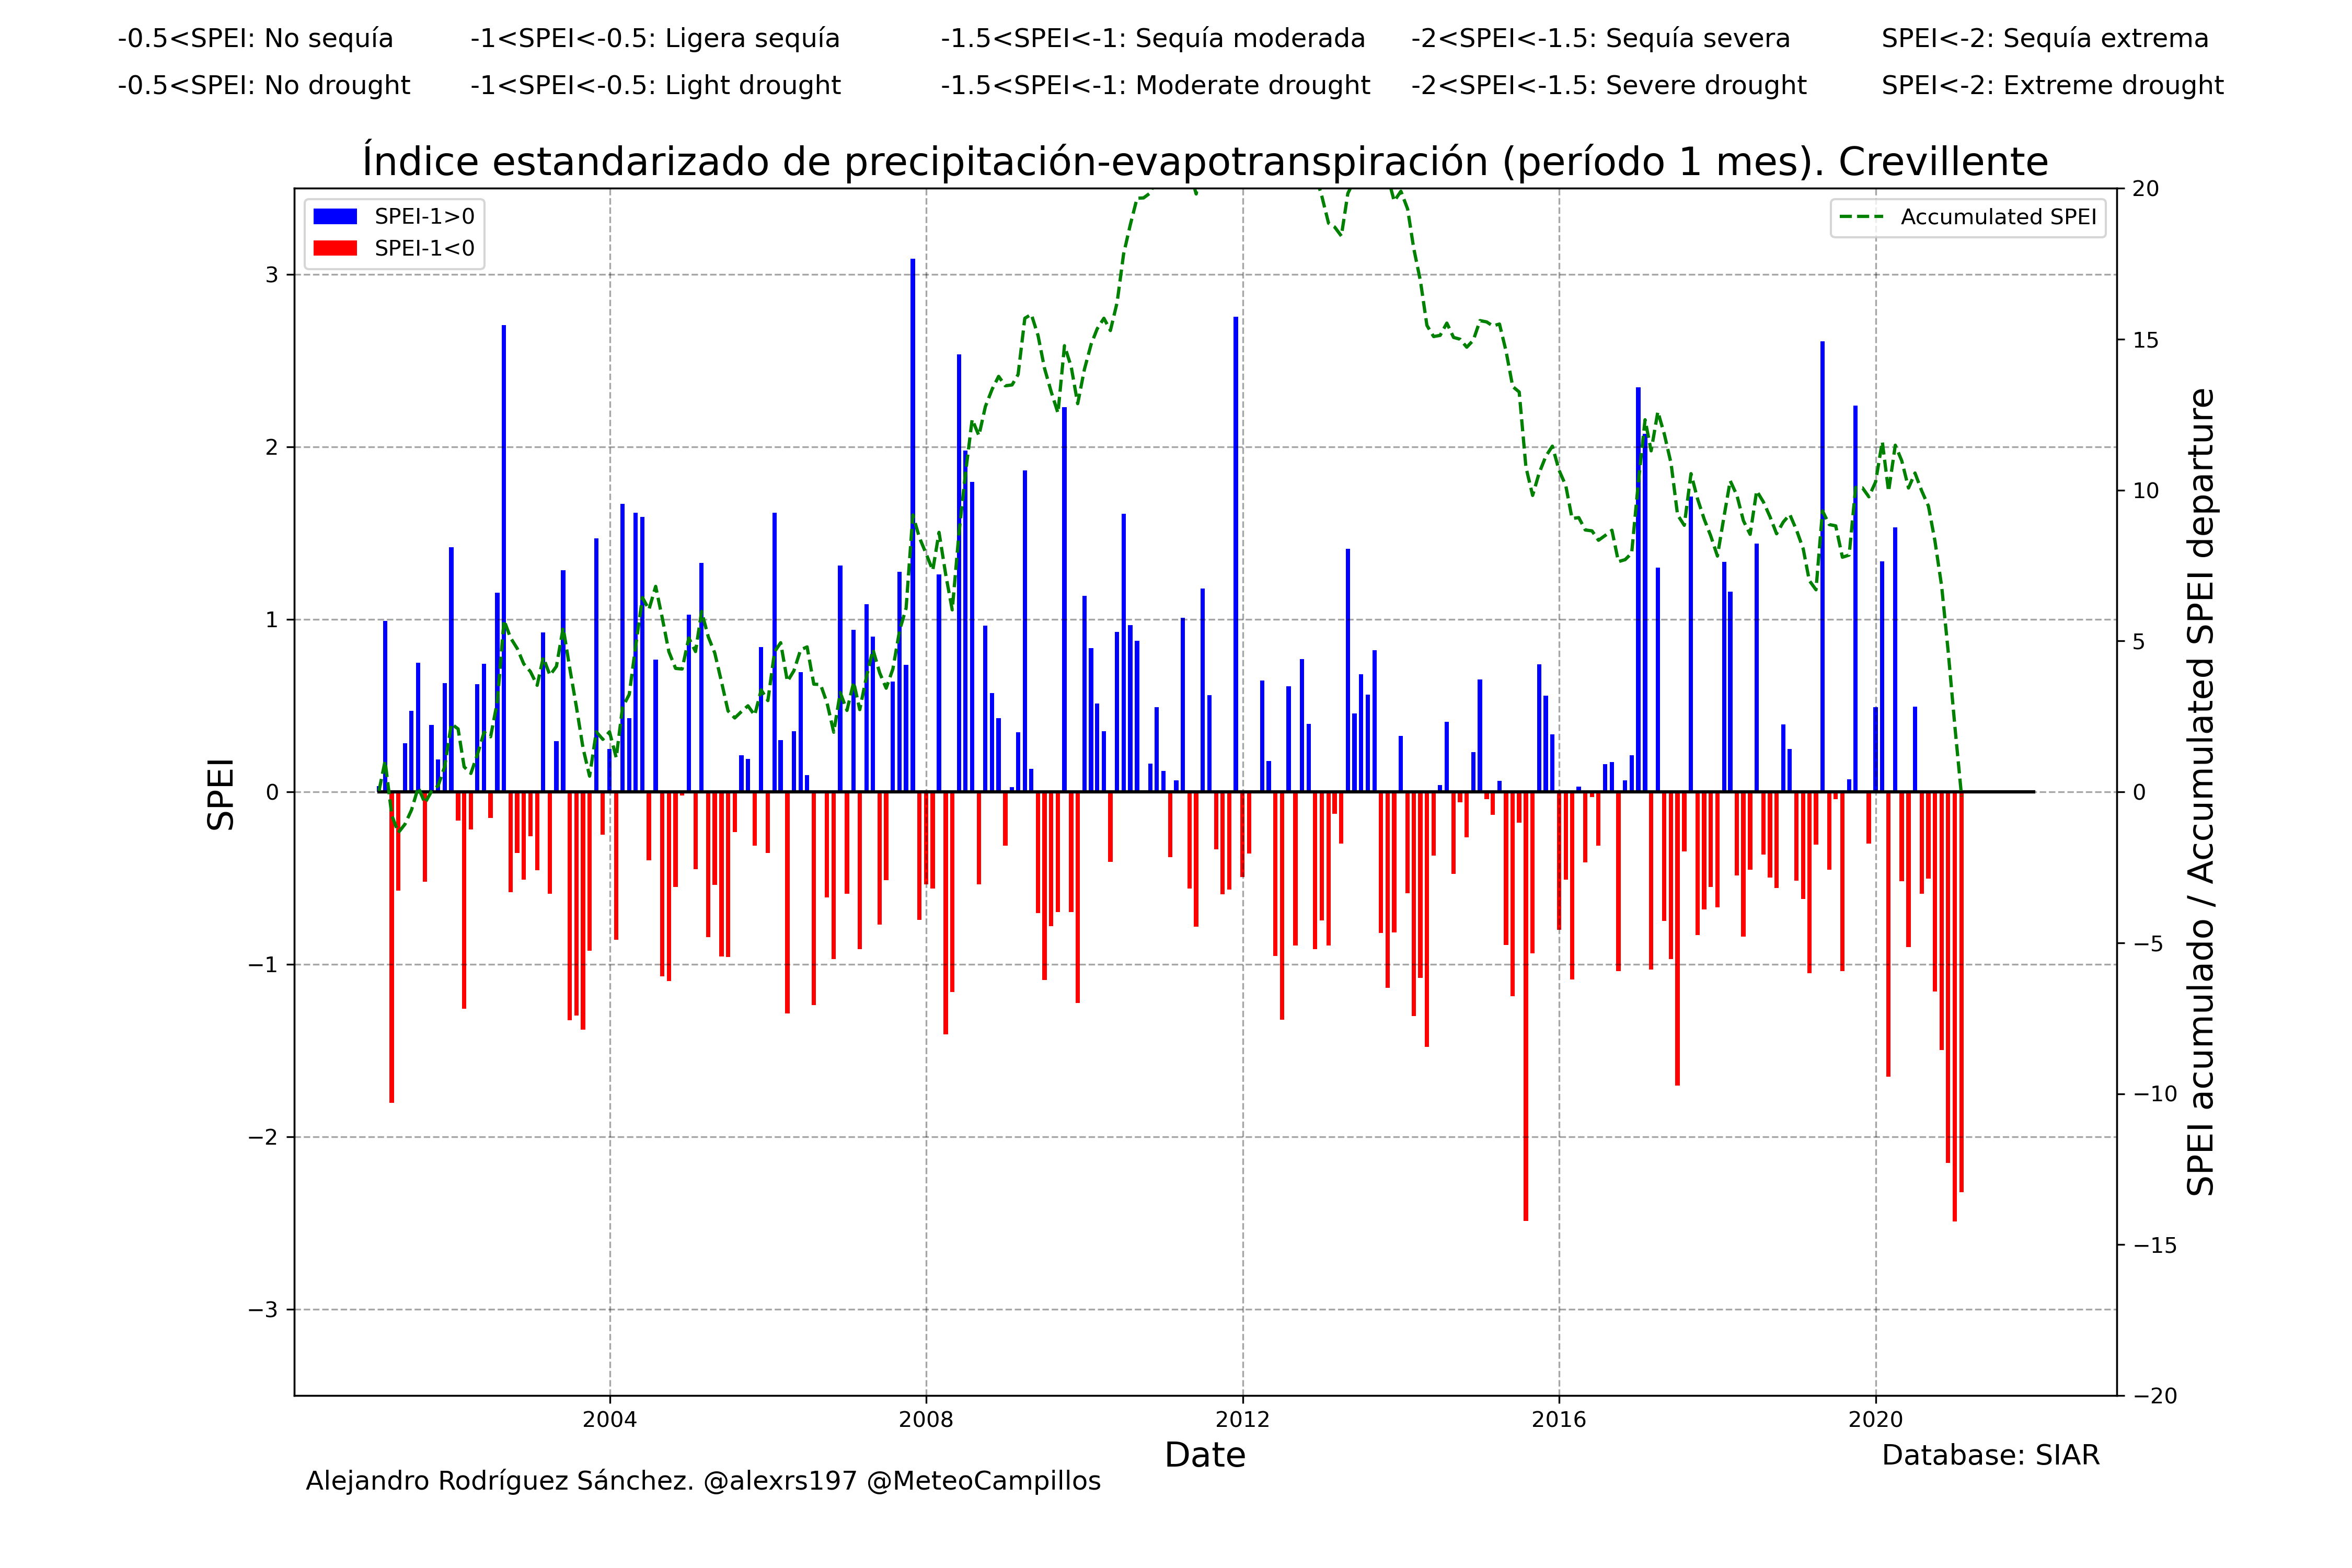 -0.5<SPEI: No sequía -1<SPEI<-0.5: Ligera sequía -1.5<SPEI<-1: Sequía moderada -2<SPEI<-1.5: Sequía severa SPEI<-2: Sequía extrema
-0.5<SPEI: No drought -1<SPEI<-0.5: Light drought -1.5<SPEI<-1: Moderate drought -2<SPEI<-1.5: Severe drought SPEI<-2: Extreme drought
Índice estandarizado de precipitación-evapotranspiración (período 1 mes). Crevillente
SPEI-1>0
SPEI-1<0
Accumulated SPEI
SPEI
3
2
1
0
−1
−2
−3
20
15
10
5
0
−5
−10
−15
−20
SPEI acumulado / Accumulated SPEI departure
2004 2008 2012 2016 2020
Date
Database: SIAR
Alejandro Rodríguez Sánchez. @alexrs197 @MeteoCampillos